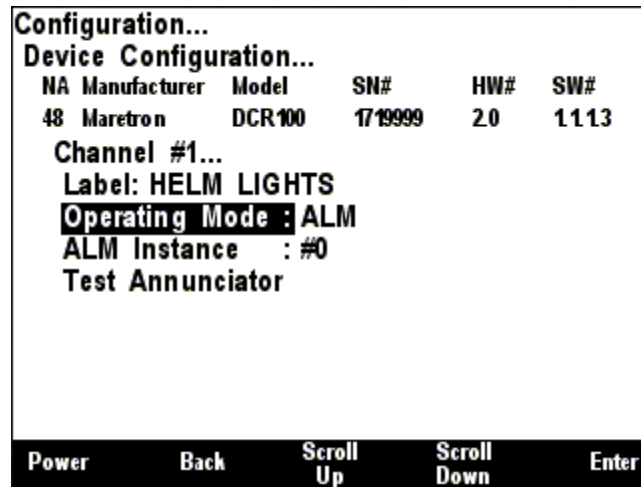 Configuration...
Device Configuration...
NA Manufacturer Model SN# HW# SW#
48 Maretron DCR100 1719999 2.0 1.1.1.3
Channel #1...
Label: HELM LIGHTS
Operating Mode : ALM
ALM Instance : #0
Test Annunciator
Power Back Scroll Up Scroll Down Enter